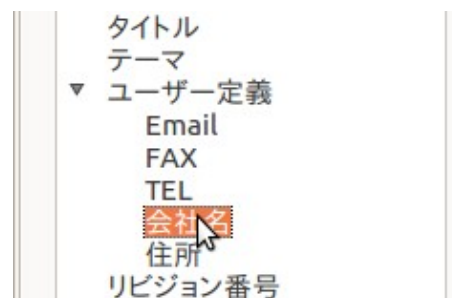 タイトル
テーマ
ユーザー定義
Email
FAX
TEL
会社名
住所
リビジョン番号